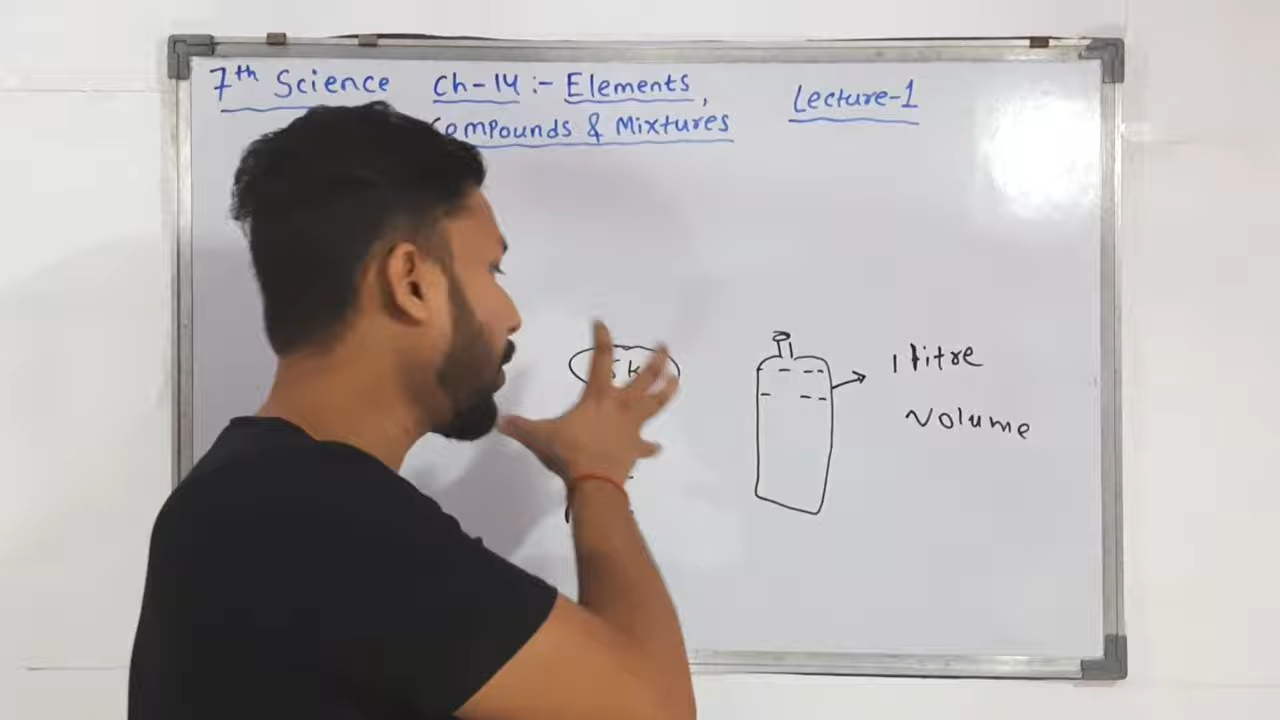 7th Science Ch-14 :- Elements, Lecture-1
Compounds & Mixtures
1 litre
Volume